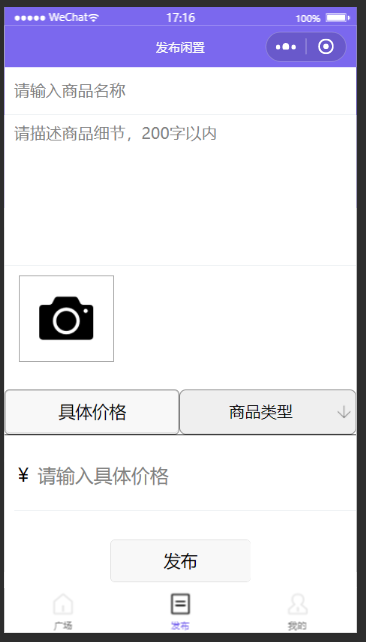 ●●●●● WeChat 17:16 100%
发布闲置
请输入商品名称
请描述商品细节，200字以内
具体价格 商品类型
¥ 请输入具体价格
发布
广场 发布 我的